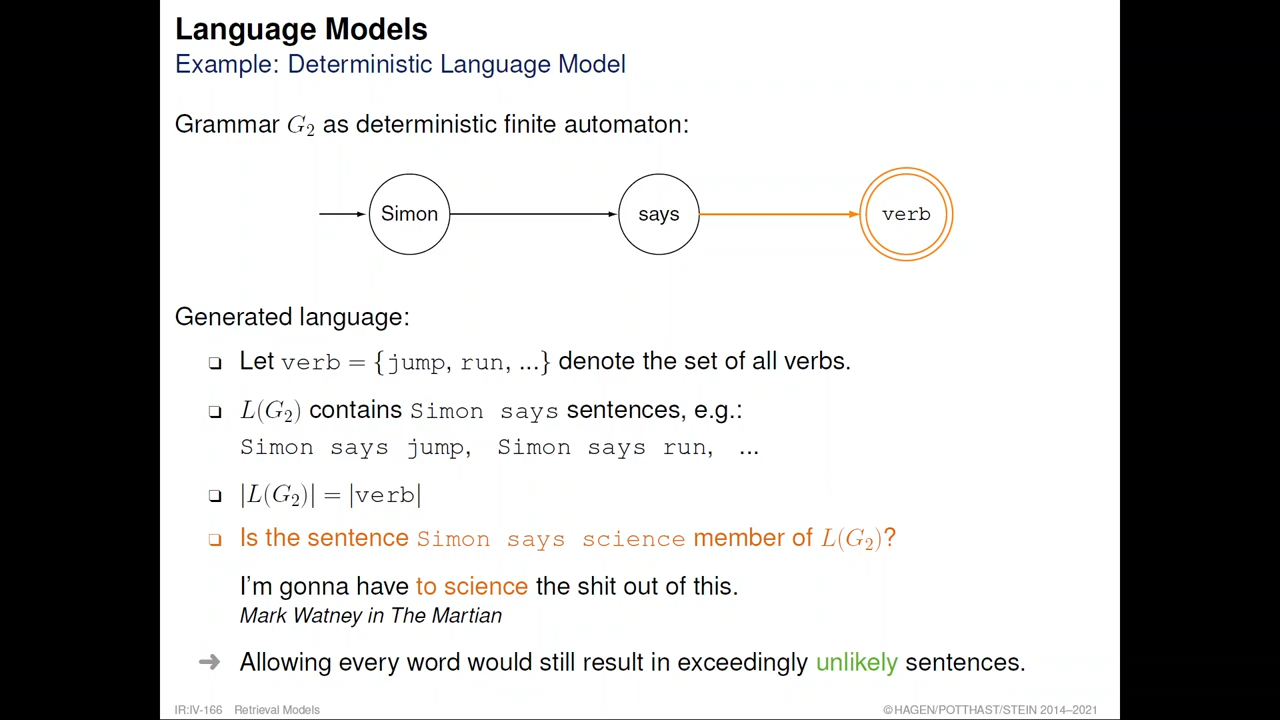 Language Models
Example: Deterministic Language Model
Grammar G₂ as deterministic finite automaton:
Simon says verb
Generated language:
❏ Let verb = {jump, run, ...} denote the set of all verbs.
❏ L(G₂) contains Simon says sentences, e.g.:
Simon says jump, Simon says run, ...
❏ |L(G₂)| = |verb|
❏ Is the sentence Simon says science member of L(G₂)?
I'm gonna have to science the shit out of this.
Mark Watney in The Martian
➜ Allowing every word would still result in exceedingly unlikely sentences.
IR:IV-166 Retrieval Models ©HAGEN/POTTHAST/STEIN 2014–2021